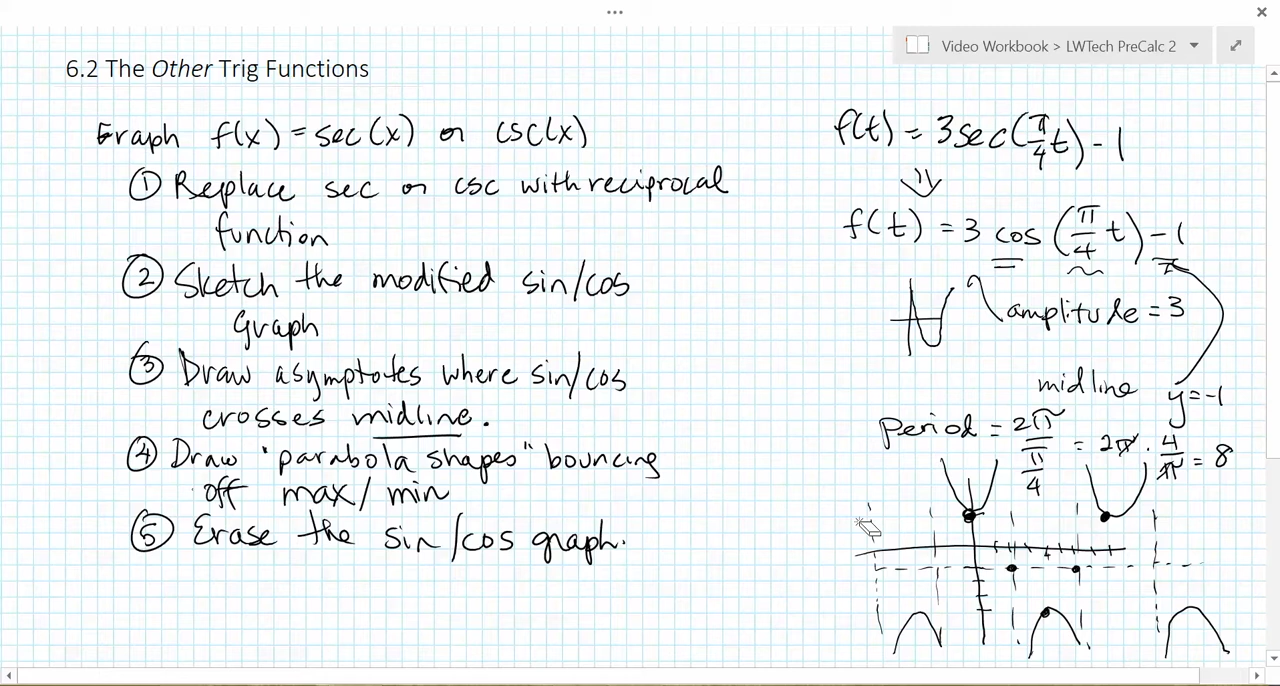 Video Workbook > LWTech PreCalc 2
6.2 The Other Trig Functions
Graph f(x) = sec(x) or csc(x)
① Replace sec or csc with reciprocal
function
② Sketch the modified sin/cos
Graph
③ Draw asymptotes where sin/cos
crosses midline.
④ Draw "parabola shapes" bouncing
off max/min
⑤ Erase the sin/cos graph.
f(t) = 3sec(π/4 t) - 1
f(t) = 3 cos(π/4 t) - 1
amplitude = 3
midline y = -1
Period = 2π/(π/4) = 2π · 4/π = 8
4